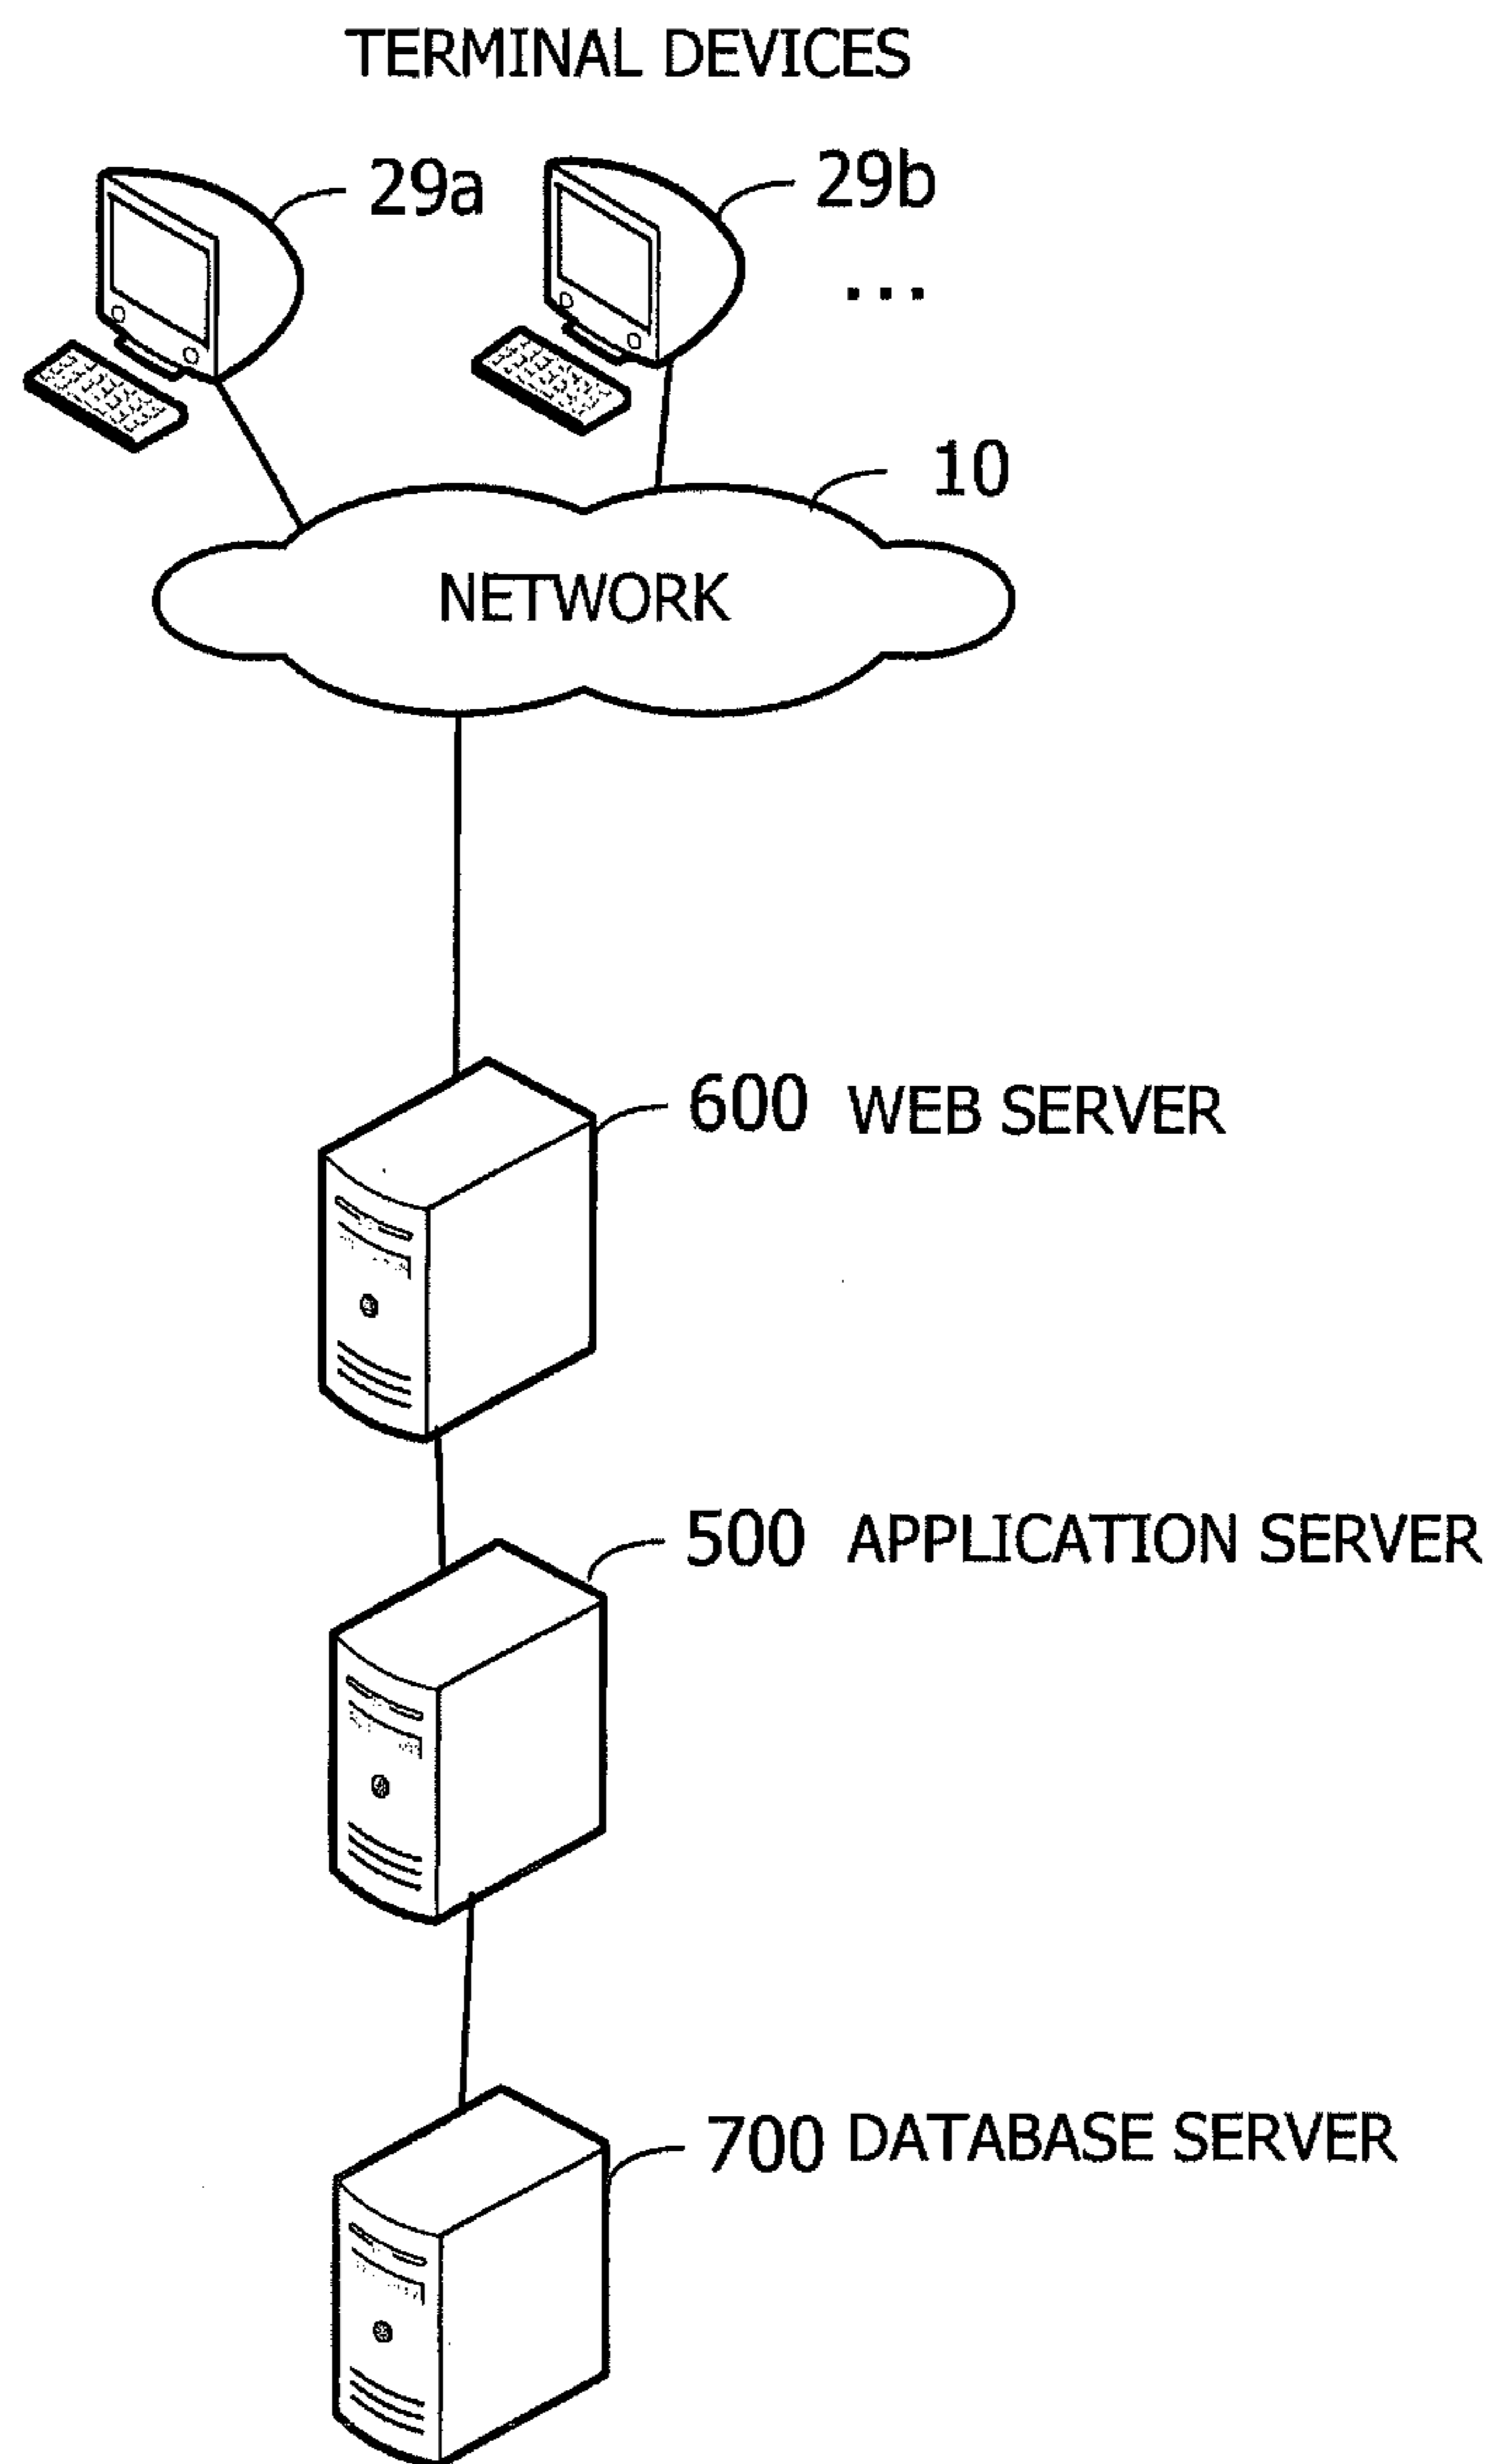 TERMINAL DEVICES
29a
29b
...
10
NETWORK
600 WEB SERVER
500 APPLICATION SERVER
700 DATABASE SERVER